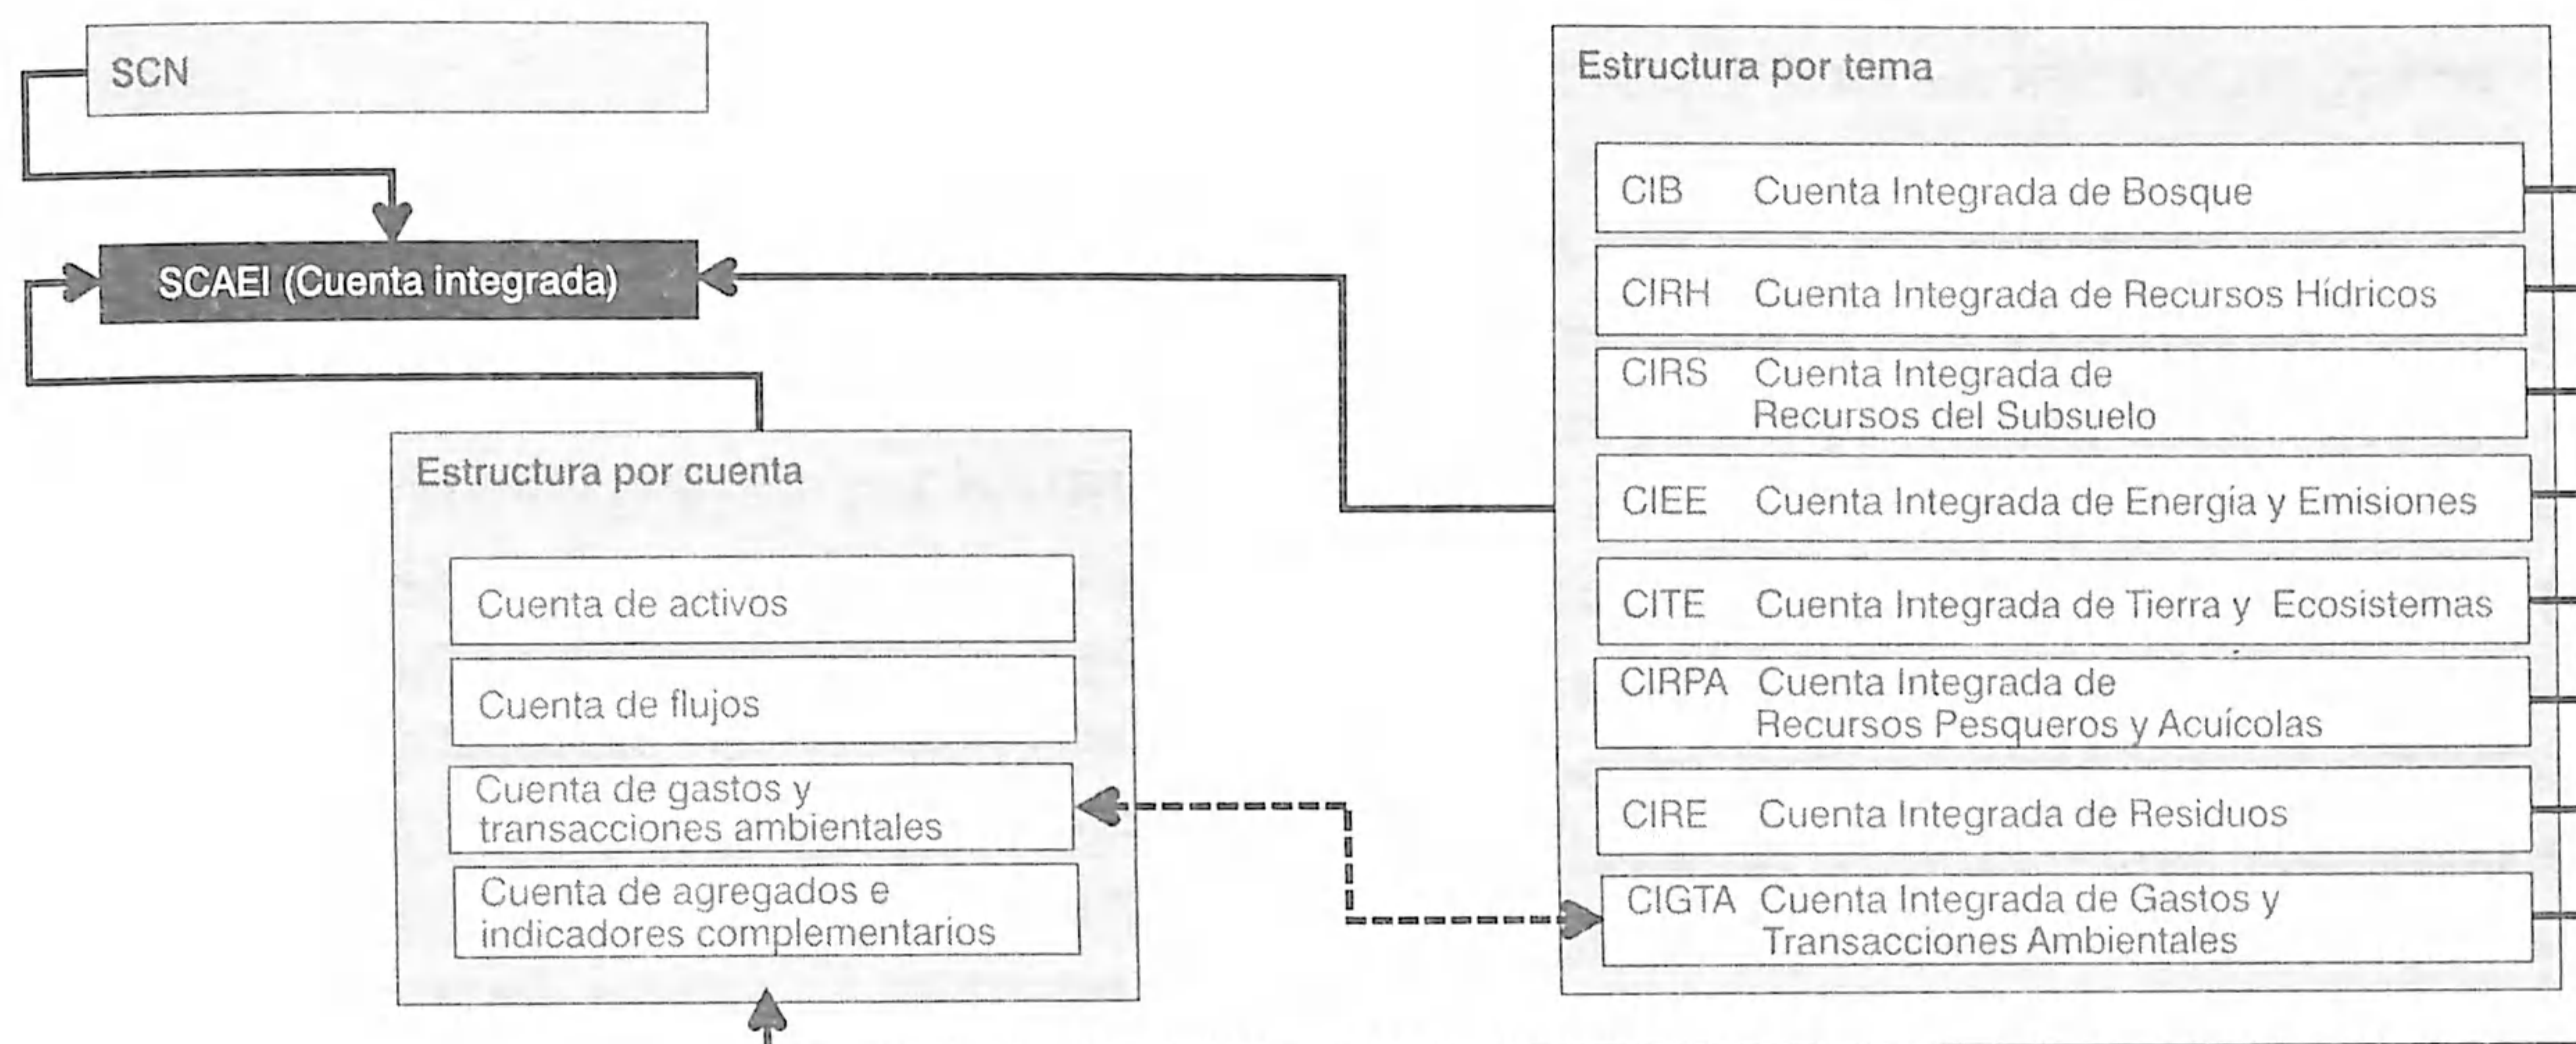 SCN
SCAEI (Cuenta integrada)
Estructura por cuenta
Cuenta de activos
Cuenta de flujos
Cuenta de gastos y
transacciones ambientales
Cuenta de agregados e
indicadores complementarios
Estructura por tema
CIB Cuenta Integrada de Bosque
CIRH Cuenta Integrada de Recursos Hídricos
CIRS Cuenta Integrada de
Recursos del Subsuelo
CIEE Cuenta Integrada de Energía y Emisiones
CITE Cuenta Integrada de Tierra y Ecosistemas
CIRPA Cuenta Integrada de
Recursos Pesqueros y Acuícolas
CIRE Cuenta Integrada de Residuos
CIGTA Cuenta Integrada de Gastos y
Transacciones Ambientales